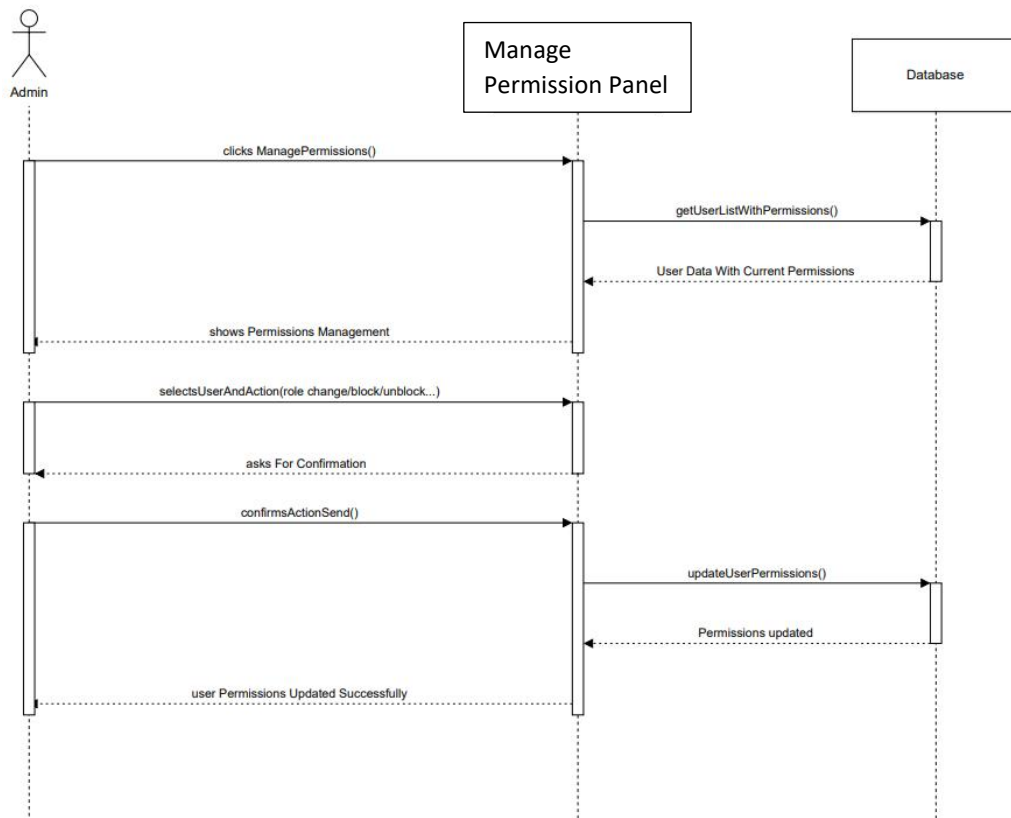 Admin
Manage
Permission Panel
Database
clicks ManagePermissions()
getUserListWithPermissions()
User Data With Current Permissions
shows Permissions Management
selectsUserAndAction(role change/block/unblock...)
asks For Confirmation
confirmsActionSend()
updateUserPermissions()
Permissions updated
user Permissions Updated Successfully